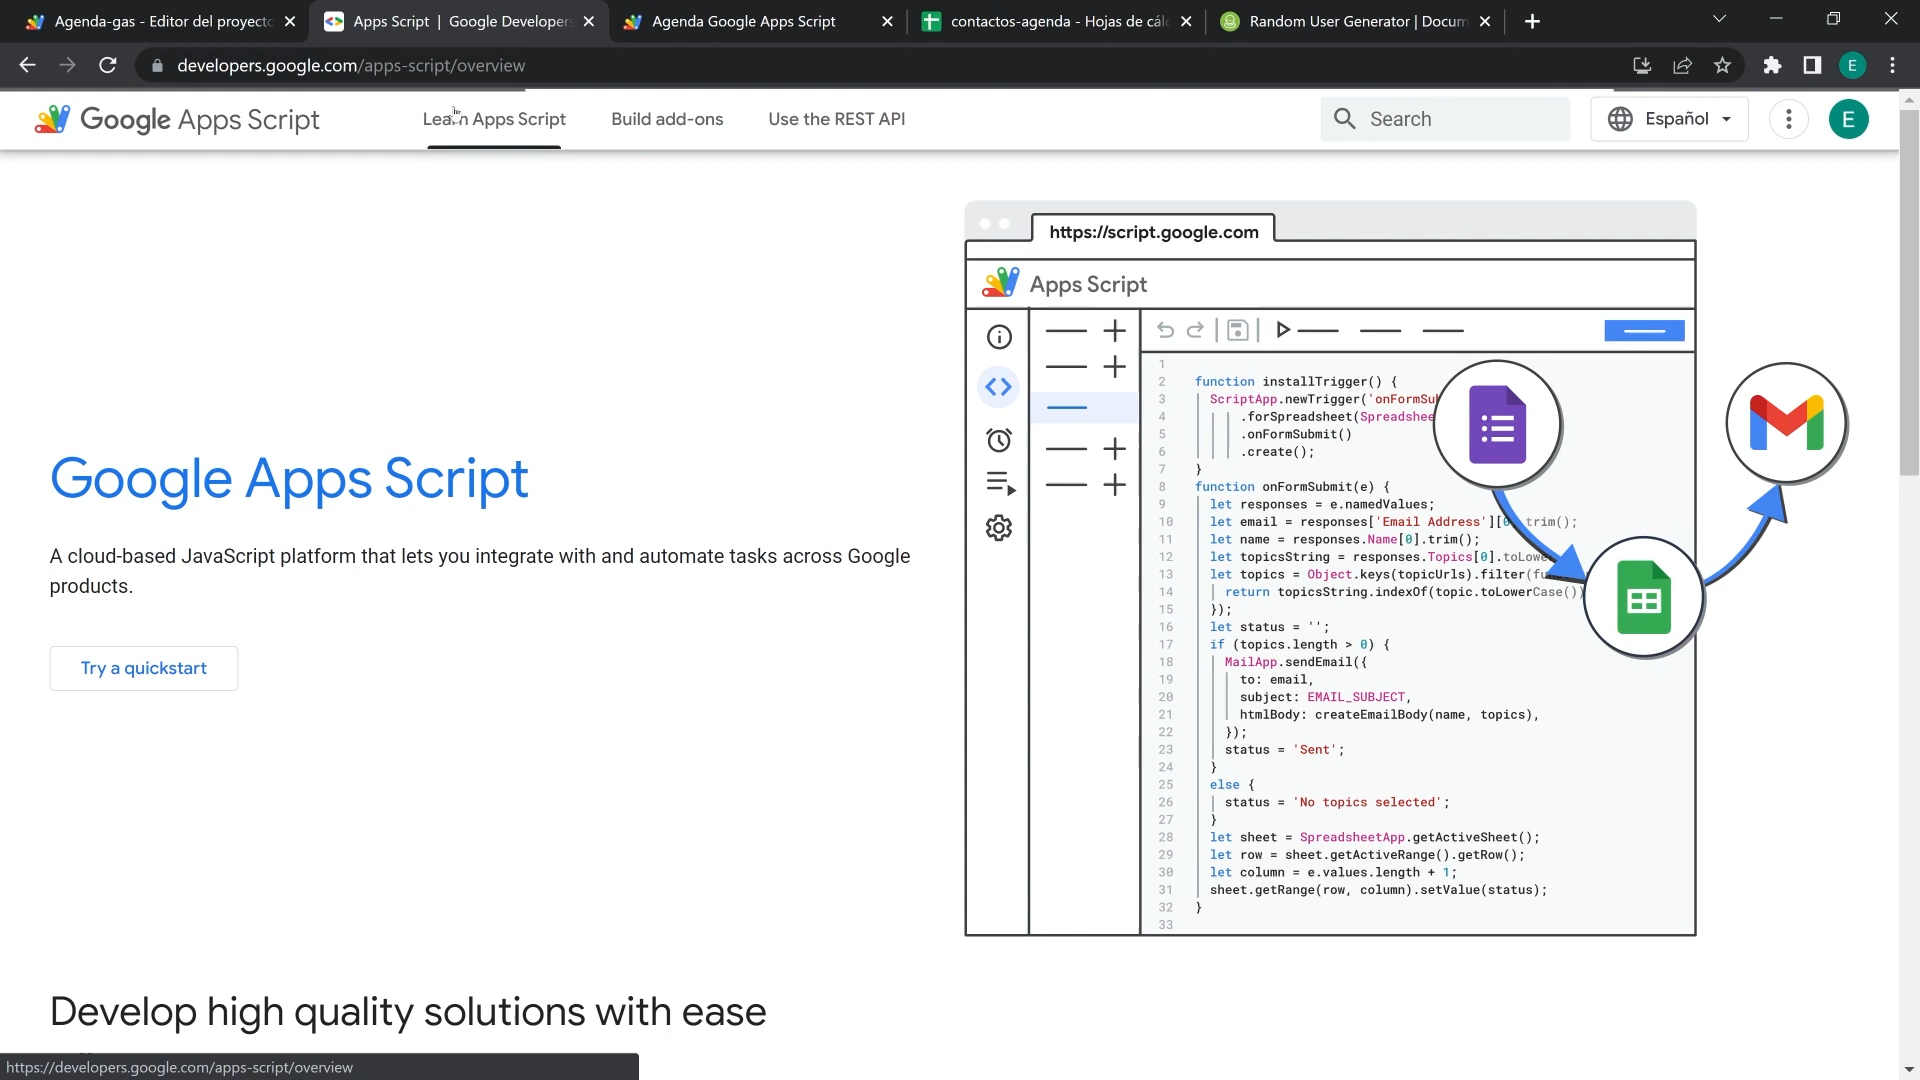 Agenda-gas - Editor del proyecto
Apps Script | Google Developers
Agenda Google Apps Script
contactos-agenda - Hojas de cálc
Random User Generator | Docum
developers.google.com/apps-script/overview
E
Google Apps Script
Learn Apps Script
Build add-ons
Use the REST API
Search
Español
E
https://script.google.com
Apps Script
Google Apps Script
A cloud-based JavaScript platform that lets you integrate with and automate tasks across Google
products.
Try a quickstart
1
2 function installTrigger() {
3 ScriptApp.newTrigger('onFormSu
4 .forSpreadsheet(Spreadshee
5 .onFormSubmit()
6 .create();
7 }
8 function onFormSubmit(e) {
9 let responses = e.namedValues;
10 let email = responses['Email Address'][0].trim();
11 let name = responses.Name[0].trim();
12 let topicsString = responses.Topics[0].toLowe
13 let topics = Object.keys(topicUrls).filter(fu
14 return topicsString.indexOf(topic.toLowerCase())
15 });
16 let status = '';
17 if (topics.length > 0) {
18 MailApp.sendEmail({
19 to: email,
20 subject: EMAIL_SUBJECT,
21 htmlBody: createEmailBody(name, topics),
22 });
23 status = 'Sent';
24 }
25 else {
26 status = 'No topics selected';
27 }
28 let sheet = SpreadsheetApp.getActiveSheet();
29 let row = sheet.getActiveRange().getRow();
30 let column = e.values.length + 1;
31 sheet.getRange(row, column).setValue(status);
32 }
33
Develop high quality solutions with ease
https://developers.google.com/apps-script/overview